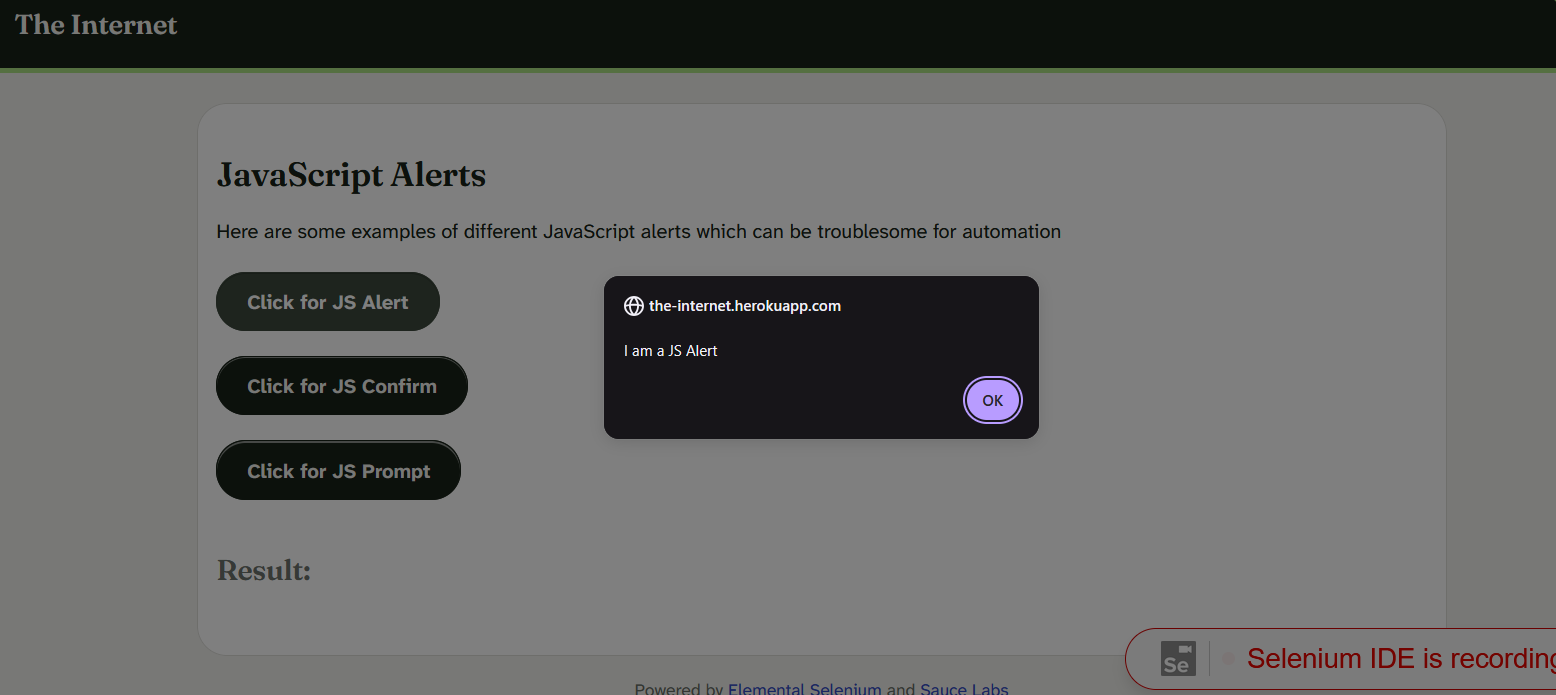 The Internet
JavaScript Alerts
Here are some examples of different JavaScript alerts which can be troublesome for automation
Click for JS Alert
Click for JS Confirm
Click for JS Prompt
the-internet.herokuapp.com
I am a JS Alert
OK
Result:
Se
Selenium IDE is recording
Powered by Elemental Selenium and Sauce Labs